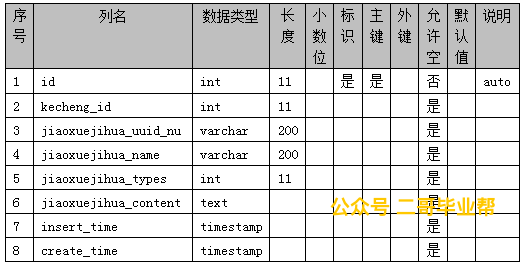 序号 列名 数据类型 长度 小数位 标识 主键 外键 允许空 默认值 说明
1 id int 11 是 是 否 auto
2 kecheng_id int 11 是
3 jiaoxuejihua_uuid_nu varchar 200 是
4 jiaoxuejihua_name varchar 200 是
5 jiaoxuejihua_types int 11 是
6 jiaoxuejihua_content text 是
公众号 二哥毕业帮
7 insert_time timestamp 是
8 create_time timestamp 是